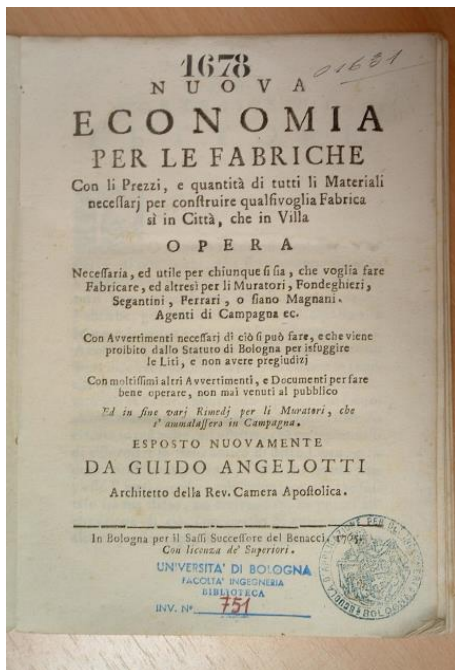 1678
01621
NUOVA
ECONOMIA
PER LE FABRICHE
Con li Prezzi, e quantità di tutti li Materiali
neceſſarj per conſtruire qualſivoglia Fabrica
sì in Città, che in Villa
OPERA
Neceſſaria, ed utile per chiunque ſi ſia, che voglia fare
Fabricare, ed altresì per li Muratori, Fondeghieri,
Segantini, Ferrari, o ſiano Magnani.
Agenti di Campagna ec.
Con Avvertimenti neceſſarj di ciò ſi può fare, e che viene
proibito dallo Statuto di Bologna per isfuggire
le Liti, e non avere pregiudizj
Con moltiſſimi altri Avvertimenti, e Documenti per fare
bene operare, non mai venuti al pubblico
Ed in fine varj Rimedj per li Muratori, che
s' ammalaſſero in Campagna.
ESPOSTO NUOVAMENTE
DA GUIDO ANGELOTTI
Architetto della Rev. Camera Apoſtolica.
In Bologna per il Saſſi Succeſſore del Benacci.
Con licenza de' Superiori.
UNIVERSITA' DI BOLOGNA
FACOLTA' INGEGNERIA
BIBLIOTECA
INV. N° 751